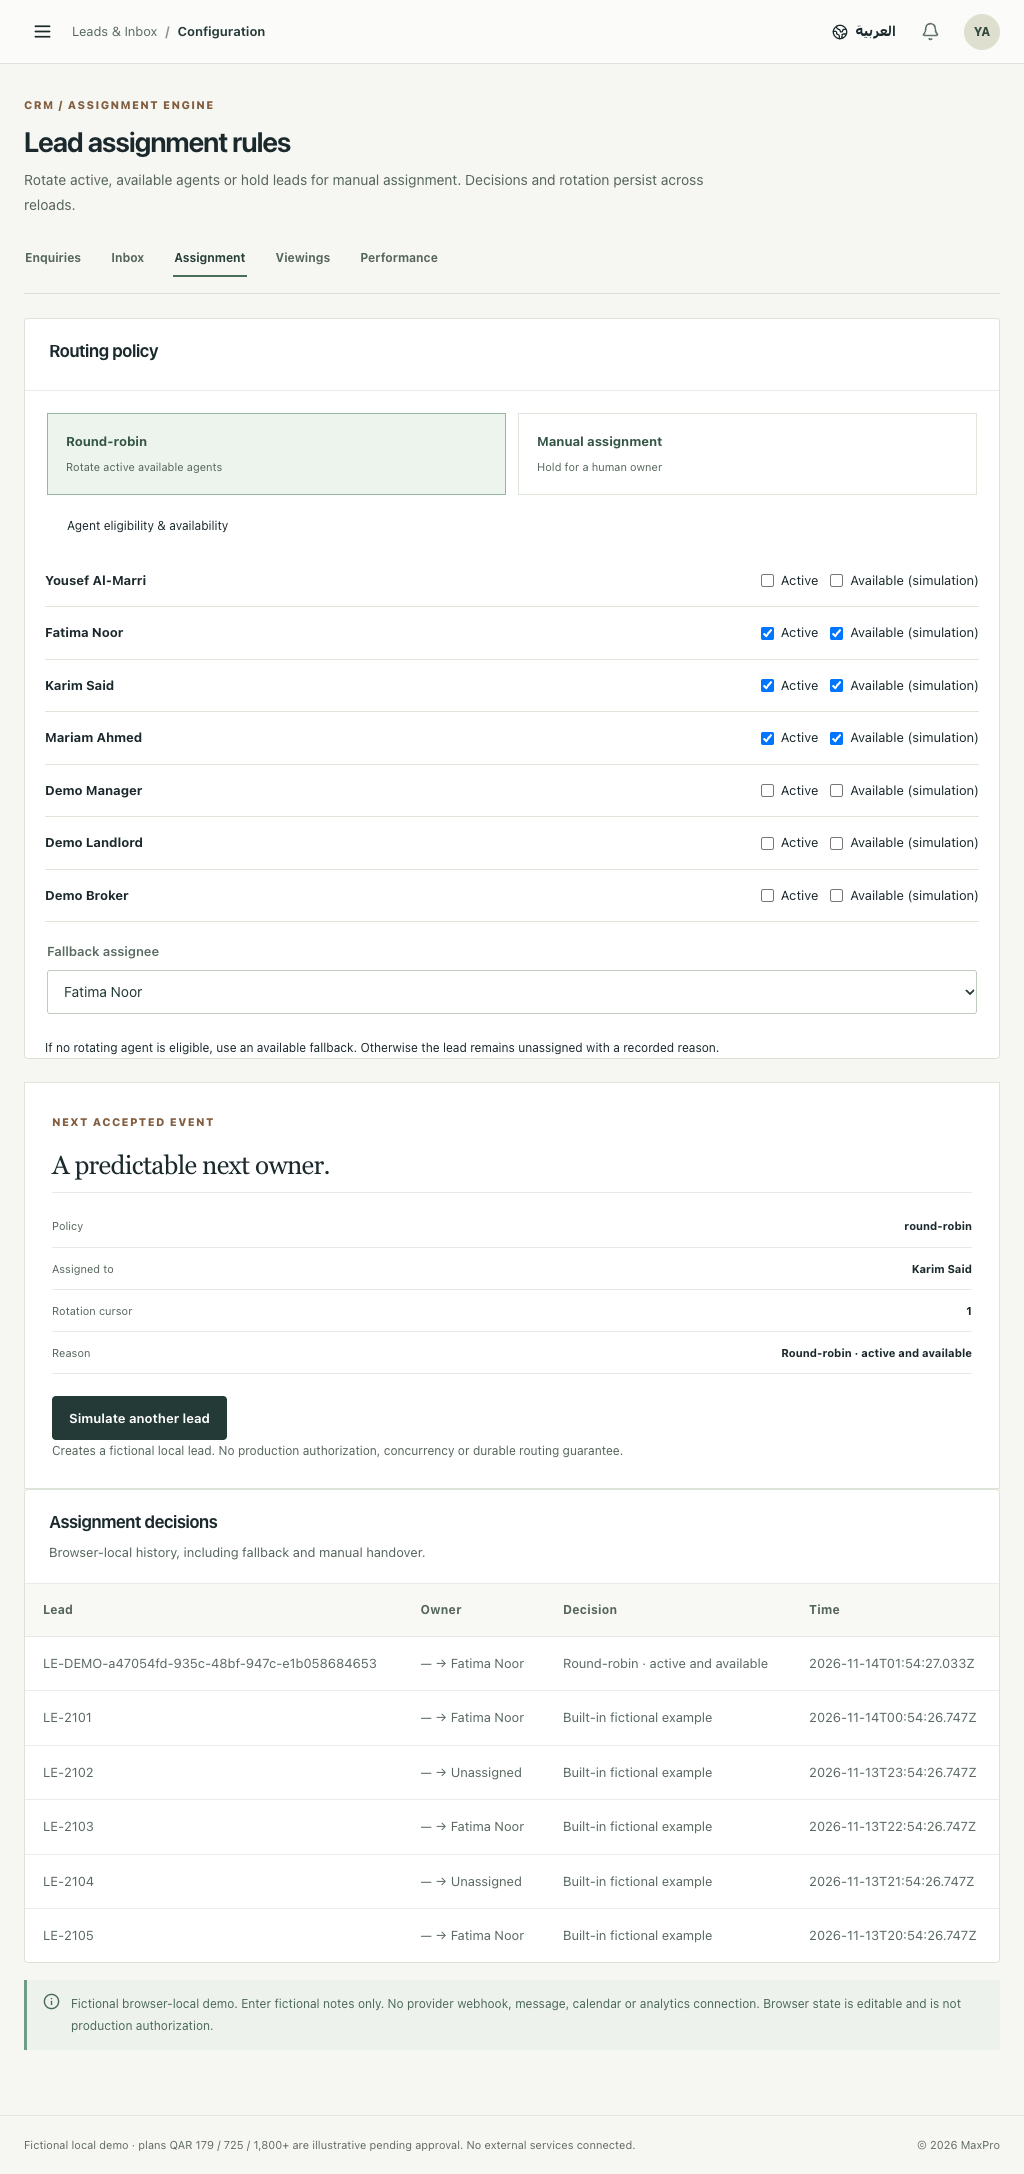 Leads & Inbox / Configuration
العربية
YA
CRM / ASSIGNMENT ENGINE
Lead assignment rules
Rotate active, available agents or hold leads for manual assignment. Decisions and rotation persist across
reloads.
Enquiries Inbox Assignment Viewings Performance
Routing policy
Round-robin
Rotate active available agents
Manual assignment
Hold for a human owner
Agent eligibility & availability
Yousef Al-Marri Active Available (simulation)
Fatima Noor Active Available (simulation)
Karim Said Active Available (simulation)
Mariam Ahmed Active Available (simulation)
Demo Manager Active Available (simulation)
Demo Landlord Active Available (simulation)
Demo Broker Active Available (simulation)
Fallback assignee
Fatima Noor
If no rotating agent is eligible, use an available fallback. Otherwise the lead remains unassigned with a recorded reason.
NEXT ACCEPTED EVENT
A predictable next owner.
Policy round-robin
Assigned to Karim Said
Rotation cursor 1
Reason Round-robin · active and available
Simulate another lead
Creates a fictional local lead. No production authorization, concurrency or durable routing guarantee.
Assignment decisions
Browser-local history, including fallback and manual handover.
Lead Owner Decision Time
LE-DEMO-a47054fd-935c-48bf-947c-e1b058684653 — → Fatima Noor Round-robin · active and available 2026-11-14T01:54:27.033Z
LE-2101 — → Fatima Noor Built-in fictional example 2026-11-14T00:54:26.747Z
LE-2102 — → Unassigned Built-in fictional example 2026-11-13T23:54:26.747Z
LE-2103 — → Fatima Noor Built-in fictional example 2026-11-13T22:54:26.747Z
LE-2104 — → Unassigned Built-in fictional example 2026-11-13T21:54:26.747Z
LE-2105 — → Fatima Noor Built-in fictional example 2026-11-13T20:54:26.747Z
Fictional browser-local demo. Enter fictional notes only. No provider webhook, message, calendar or analytics connection. Browser state is editable and is not
production authorization.
Fictional local demo · plans QAR 179 / 725 / 1,800+ are illustrative pending approval. No external services connected.
© 2026 MaxPro